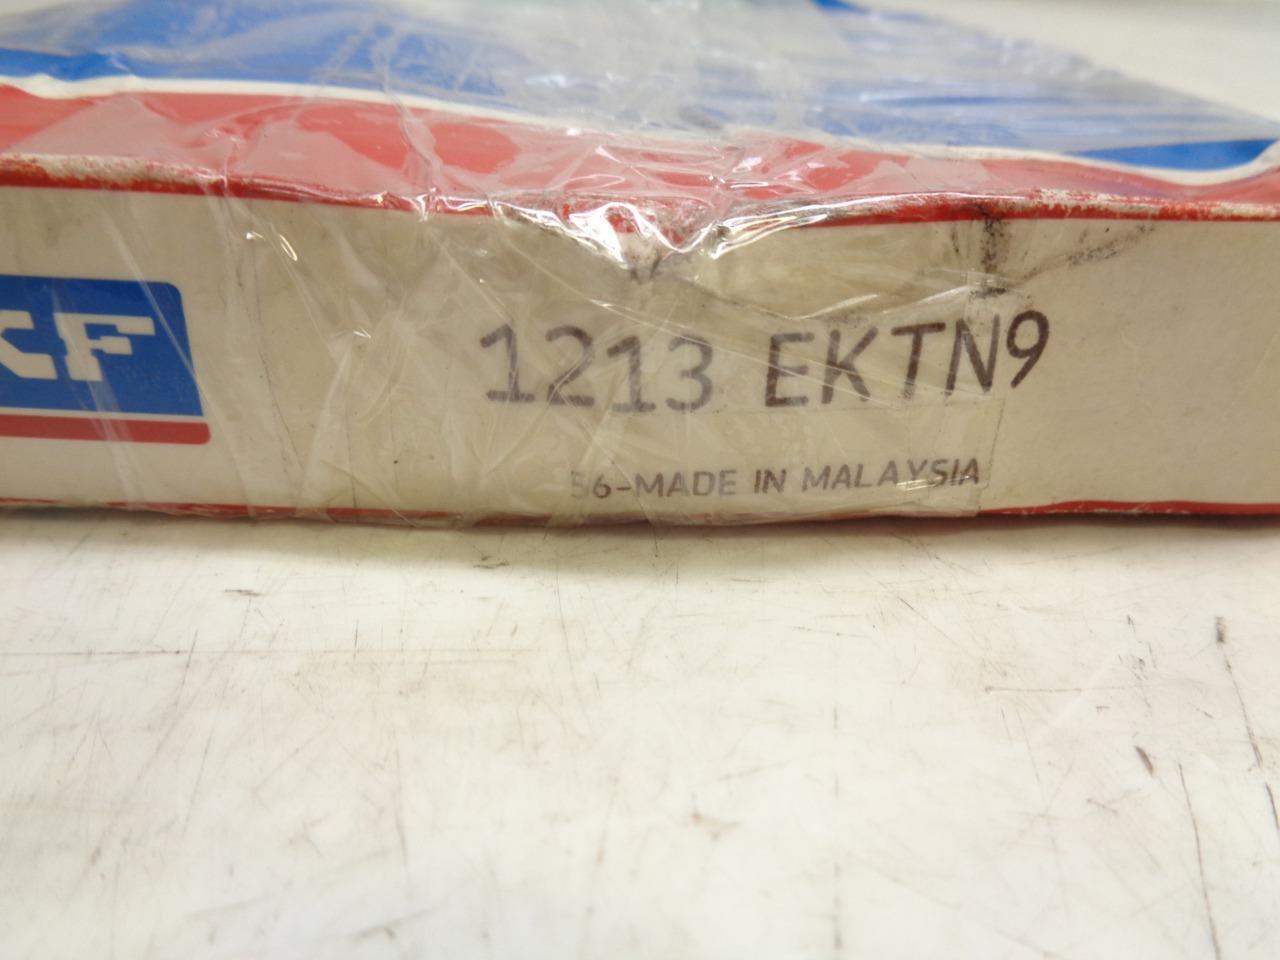 KF
1213 EKTN9
56-MADE IN MALAYSIA